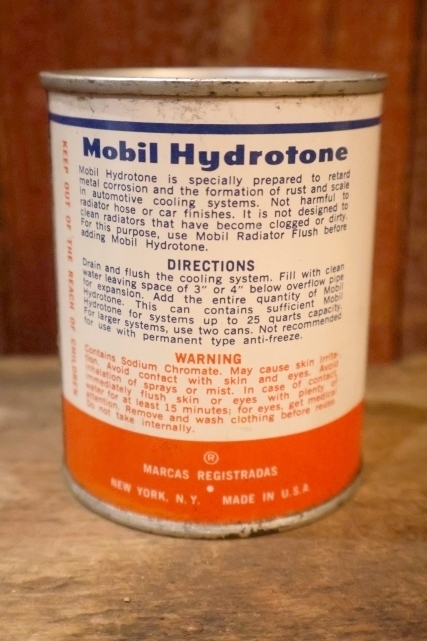 Mobil Hydrotone
Mobil Hydrotone is specially prepared to retard
metal corrosion and the formation of rust and scale
in automotive cooling systems. Not harmful to
radiator hose or car finishes. It is not designed to
clean radiators that have become clogged or dirty.
For this purpose, use Mobil Radiator Flush before
adding Mobil Hydrotone.
DIRECTIONS
Drain and flush the cooling system. Fill with clean
water leaving space of 3" or 4" below overflow pipe
for expansion. Add the entire quantity of Mobil
Hydrotone. This can contains sufficient Mobil
Hydrotone for systems up to 25 quarts capacity.
For larger systems, use two cans. Not recommended
for use with permanent type anti-freeze.
WARNING
Contains Sodium Chromate. May cause skin irrita-
tion. Avoid contact with skin and eyes. Avoid
inhalation of sprays or mist. In case of contact,
immediately flush skin or eyes with plenty of
water for at least 15 minutes; for eyes, get medical
attention. Remove and wash clothing before reuse.
Do not take internally.
KEEP OUT OF THE REACH OF CHILDREN
®
MARCAS REGISTRADAS
NEW YORK, N.Y. • MADE IN U.S.A.